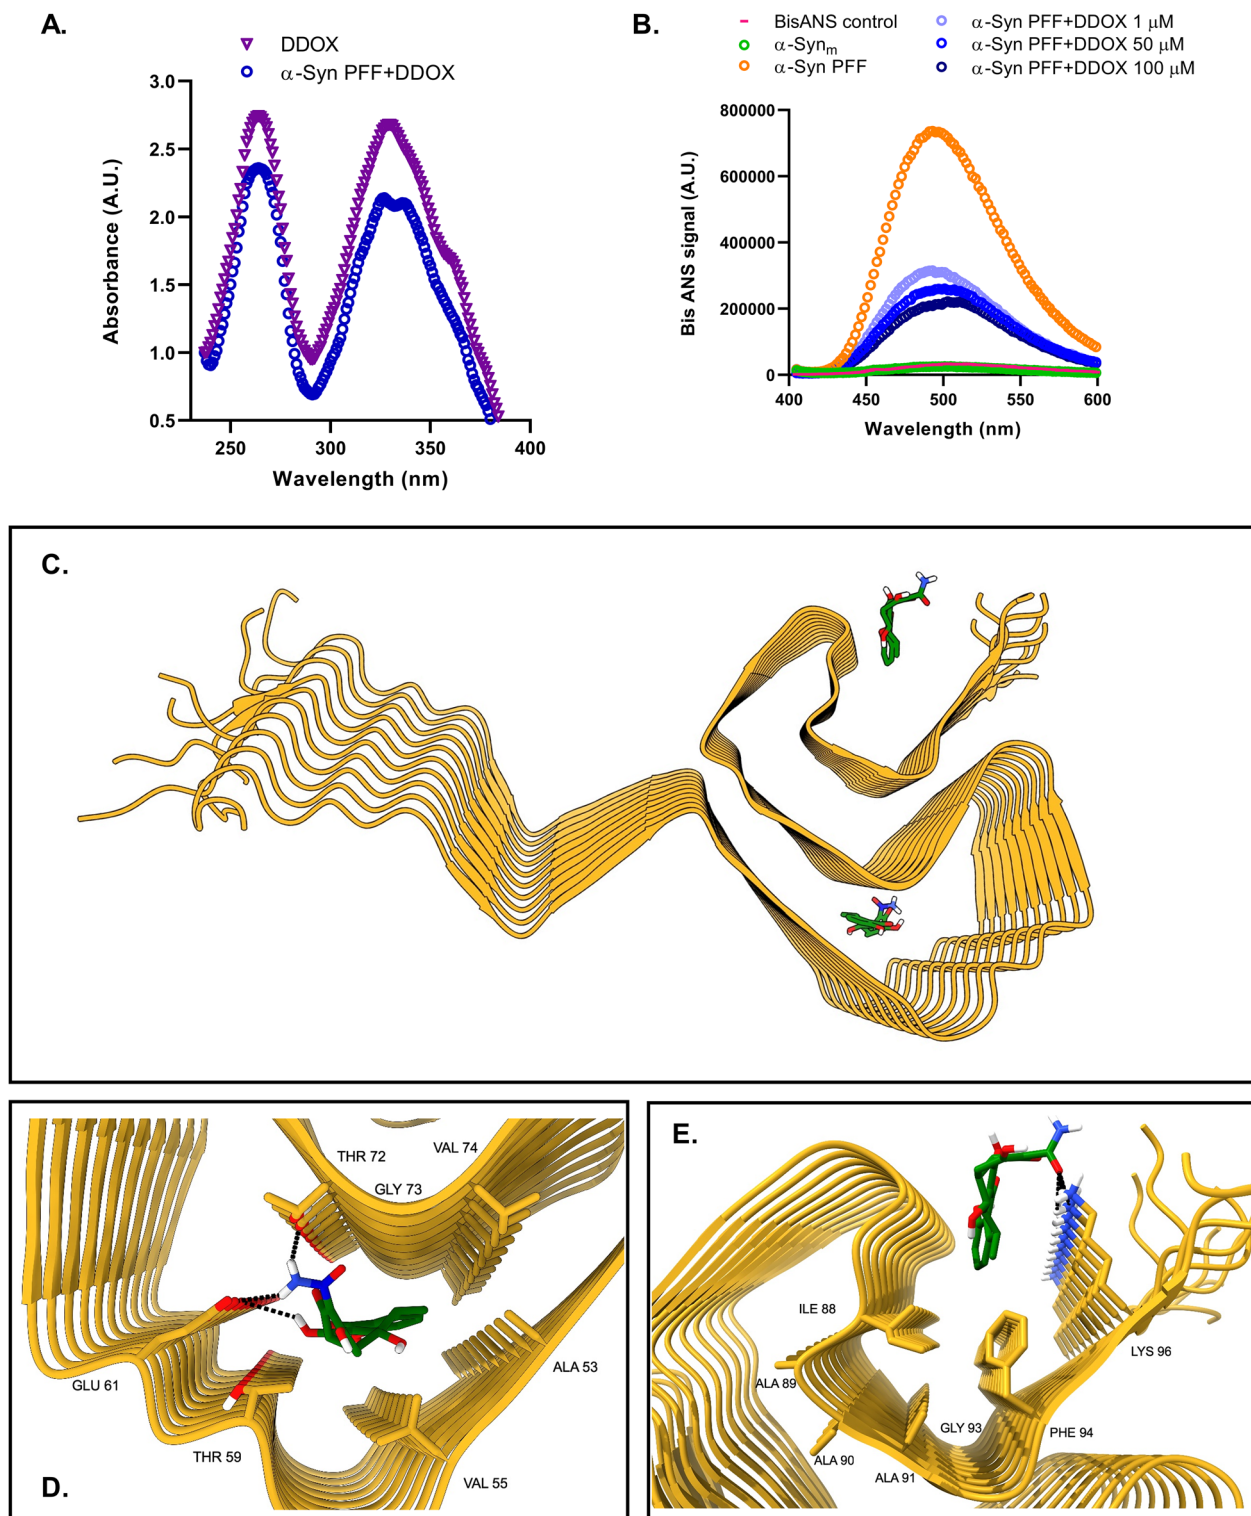 A.
DDOX
α-Syn PFF+DDOX
3.0
2.5
2.0
1.5
1.0
0.5
Absorbance (A.U.)
250
300
350
400
Wavelength (nm)
B.
BisANS control
α-Synm
α-Syn PFF
α-Syn PFF+DDOX 1 μM
α-Syn PFF+DDOX 50 μM
α-Syn PFF+DDOX 100 μM
800000
600000
400000
200000
0
Bis ANS signal (A.U.)
400
450
500
550
600
Wavelength (nm)
C.
THR 72
VAL 74
GLY 73
ALA 53
GLU 61
THR 59
VAL 55
D.
E.
ILE 88
LYS 96
ALA 89
GLY 93
PHE 94
ALA 90
ALA 91